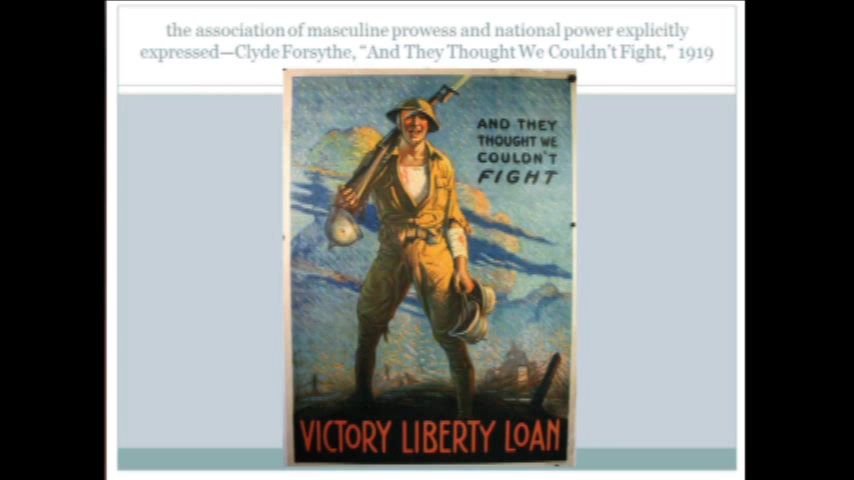 the association of masculine prowess and national power explicitly
expressed—Clyde Forsythe, “And They Thought We Couldn’t Fight,” 1919
AND THEY
THOUGHT WE
COULDN'T
FIGHT
VICTORY LIBERTY LOAN